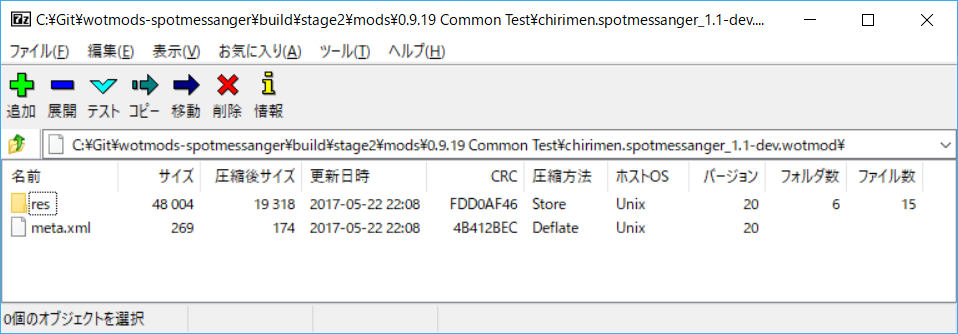 C:¥Git¥wotmods-spotmessanger¥build¥stage2¥mods¥0.9.19 Common Test¥chirimen.spotmessanger_1.1-dev....
ファイル(F) 編集(E) 表示(V) お気に入り(A) ツール(T) ヘルプ(H)
追加 展開 テスト コピー 移動 削除 情報
C:¥Git¥wotmods-spotmessanger¥build¥stage2¥mods¥0.9.19 Common Test¥chirimen.spotmessanger_1.1-dev.wotmod¥
名前 サイズ 圧縮後サイズ 更新日時 CRC 圧縮方法 ホストOS バージョン フォルダ数 ファイル数
res 48 004 19 318 2017-05-22 22:08 FDD0AF46 Store Unix 20 6 15
meta.xml 269 174 2017-05-22 22:08 4B412BEC Deflate Unix 20
0個のオブジェクトを選択